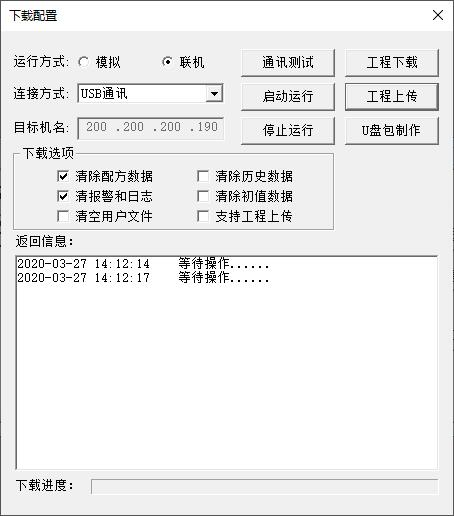 下载配置
运行方式: 模拟 联机 通讯测试 工程下载
连接方式: USB通讯 启动运行 工程上传
目标机名: 200 .200 .200 .190 停止运行 U盘包制作
下载选项
清除配方数据 清除历史数据
清报警和日志 清除初值数据
清空用户文件 支持工程上传
返回信息:
2020-03-27 14:12:14 等待操作......
2020-03-27 14:12:17 等待操作......
下载进度: